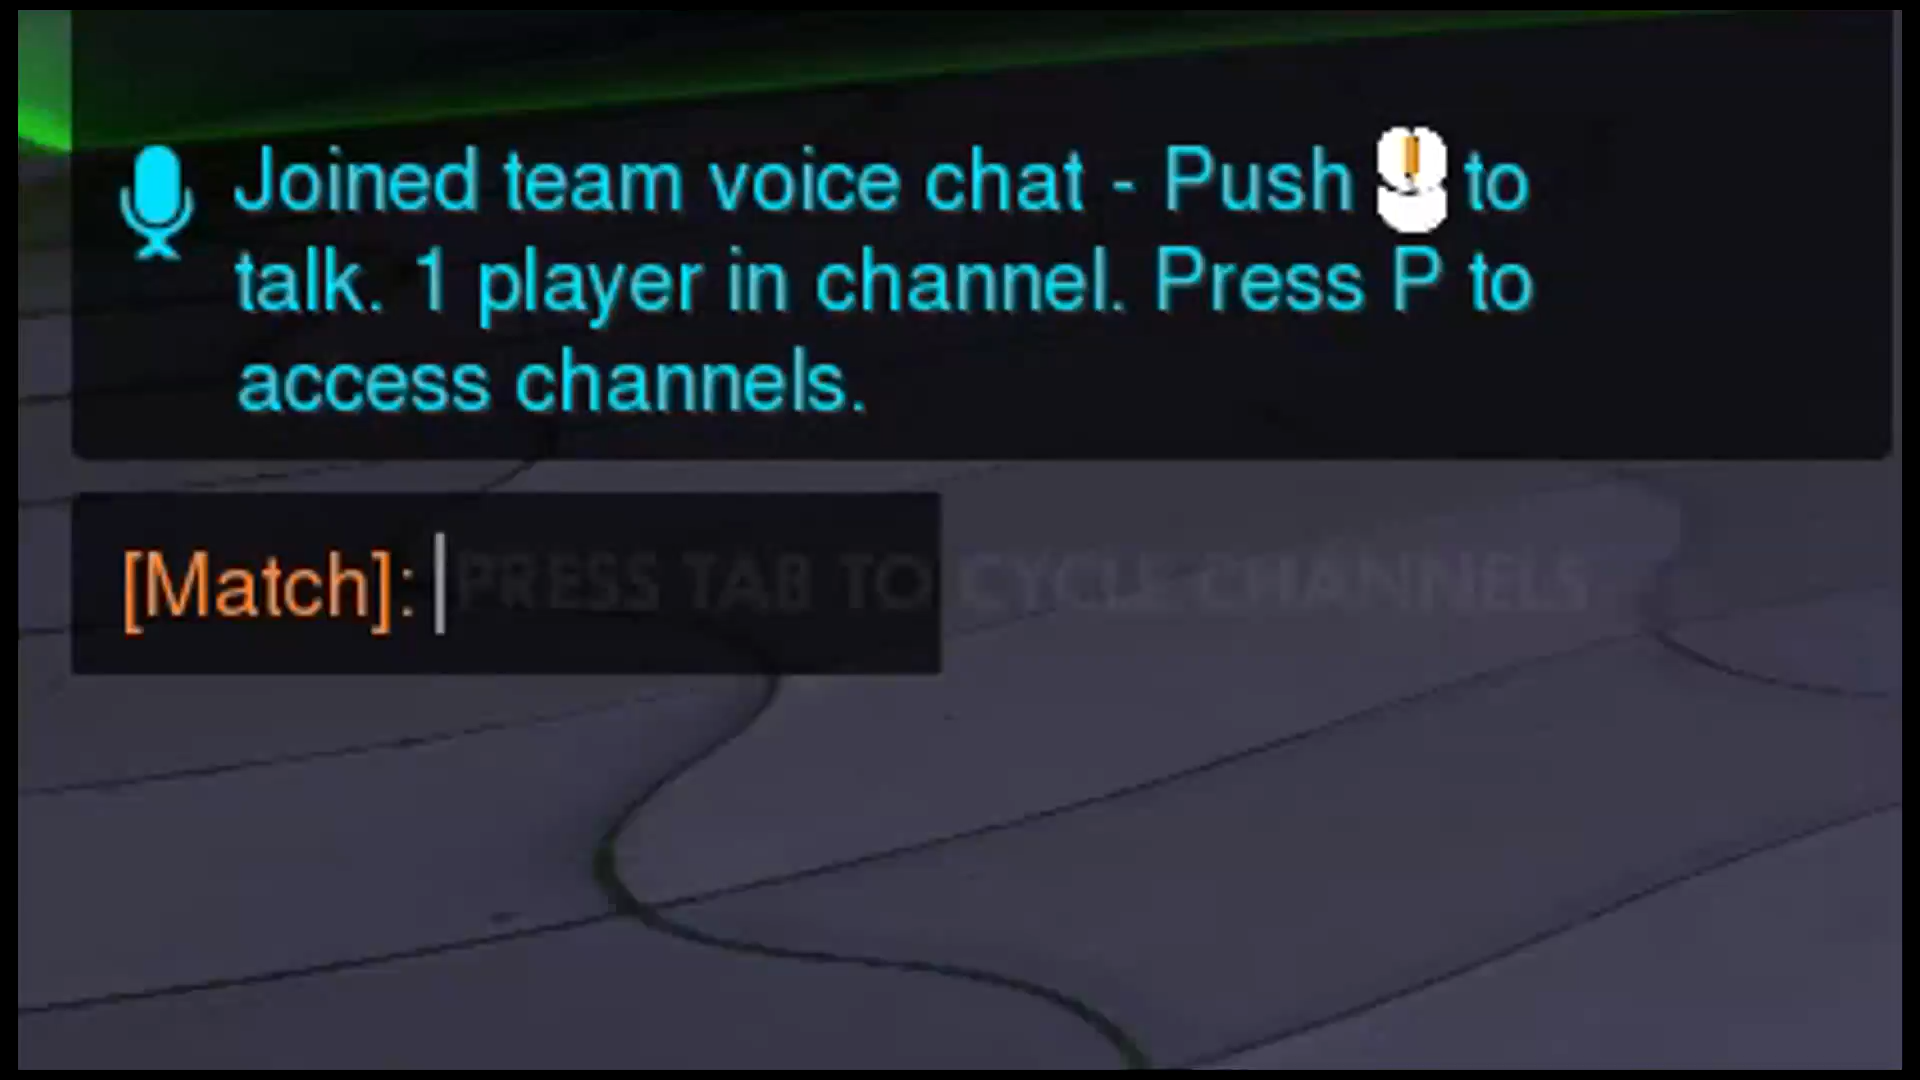 Joined team voice chat - Push to
talk. 1 player in channel. Press P to
access channels.
[Match]: PRESS TAB TO CYCLE CHANNELS